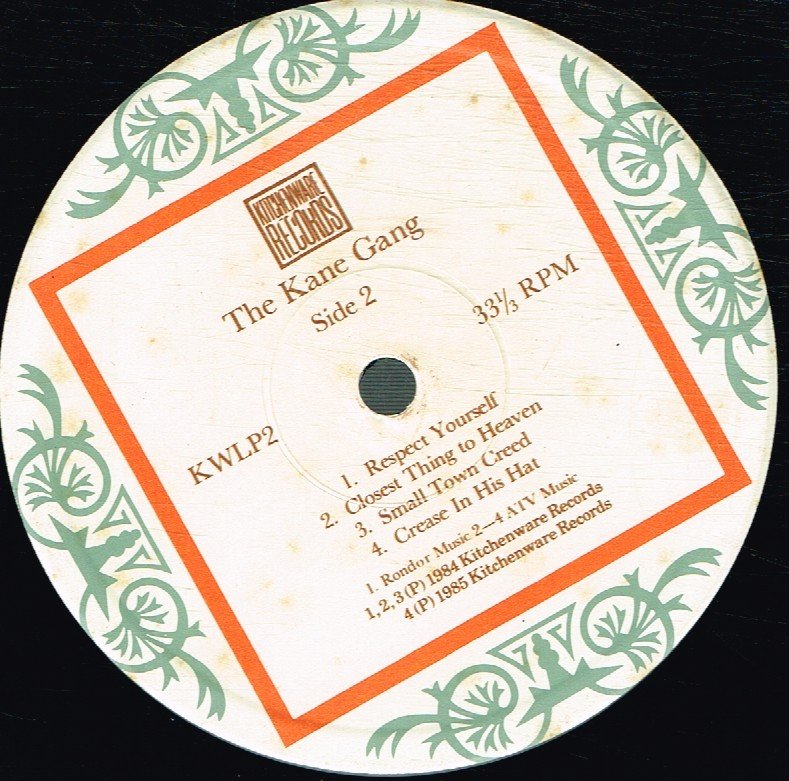 KITCHENWARE
RECORDS
The Kane Gang
Side 2
33⅓ RPM
KWLP2
1. Respect Yourself
2. Closest Thing to Heaven
3. Small Town Creed
4. Crease In His Hat
1. Rondor Music 2—4 ATV Music
1, 2, 3 (P) 1984 Kitchenware Records
4 (P) 1985 Kitchenware Records